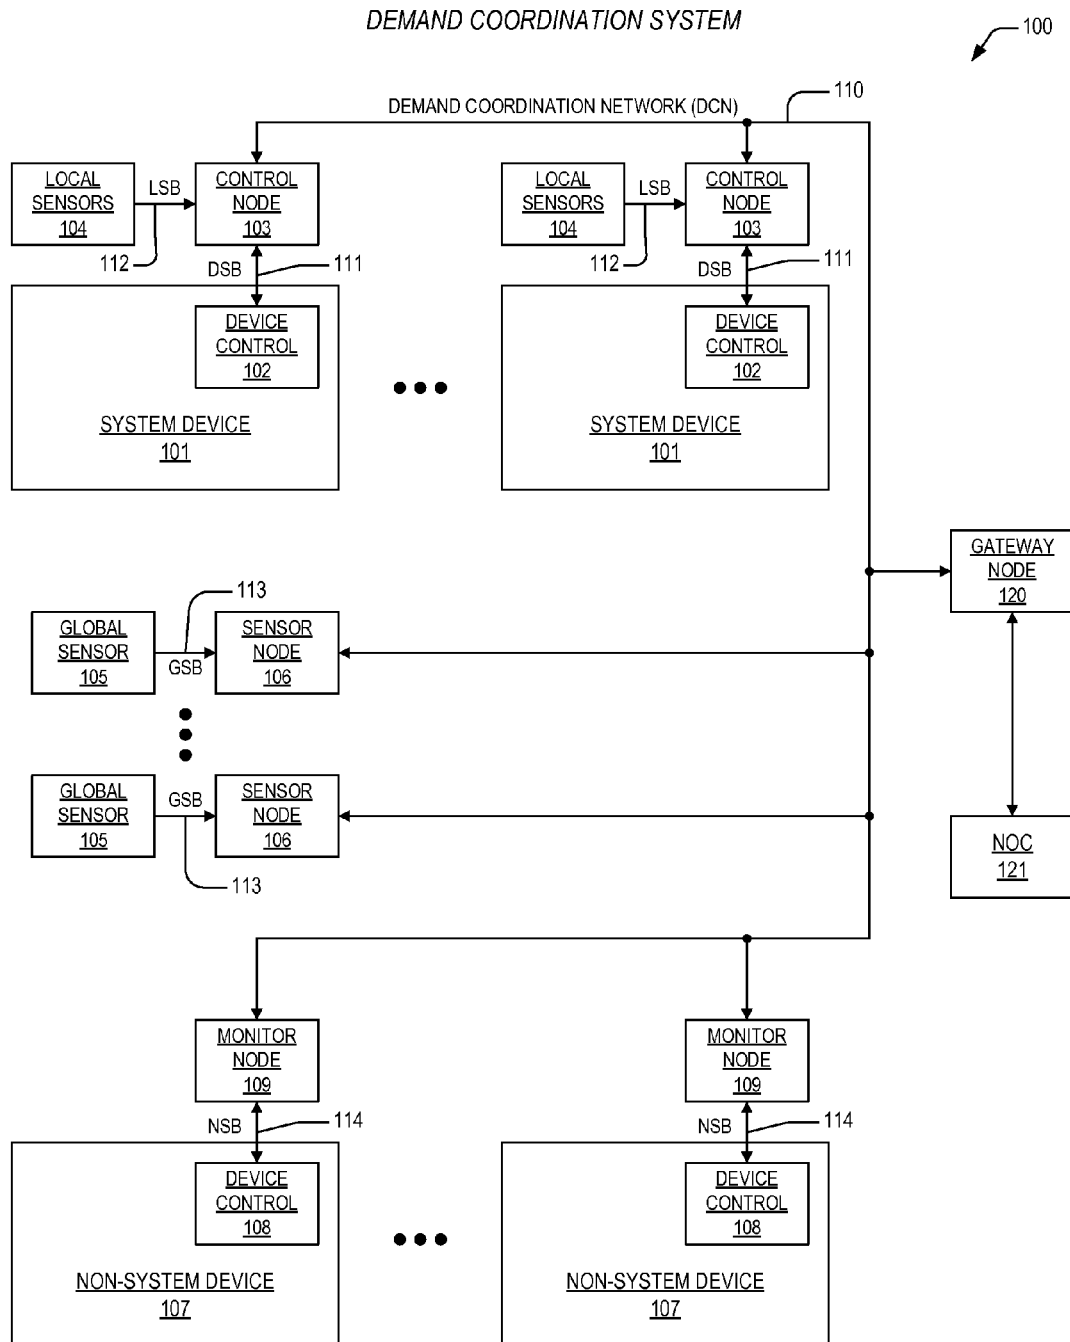 DEMAND COORDINATION SYSTEM
100
110
DEMAND COORDINATION NETWORK (DCN)
LOCAL
SENSORS
104
LSB
112
CONTROL
NODE
103
DSB
111
DEVICE
CONTROL
102
SYSTEM DEVICE
101
LOCAL
SENSORS
104
LSB
112
CONTROL
NODE
103
DSB
111
DEVICE
CONTROL
102
SYSTEM DEVICE
101
GATEWAY
NODE
120
113
GLOBAL
SENSOR
105
GSB
SENSOR
NODE
106
GLOBAL
SENSOR
105
GSB
113
SENSOR
NODE
106
NOC
121
MONITOR
NODE
109
NSB
114
DEVICE
CONTROL
108
NON-SYSTEM DEVICE
107
MONITOR
NODE
109
NSB
114
DEVICE
CONTROL
108
NON-SYSTEM DEVICE
107